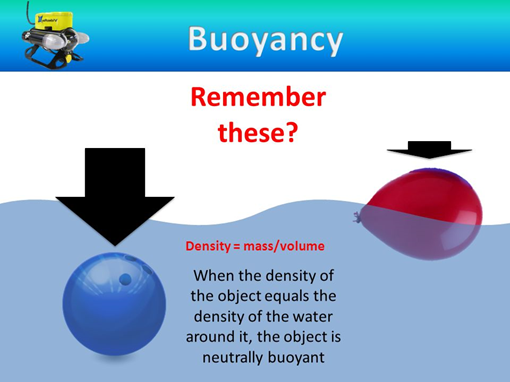 Buoyancy
Remember
these?
Density = mass/volume
When the density of
the object equals the
density of the water
around it, the object is
neutrally buoyant